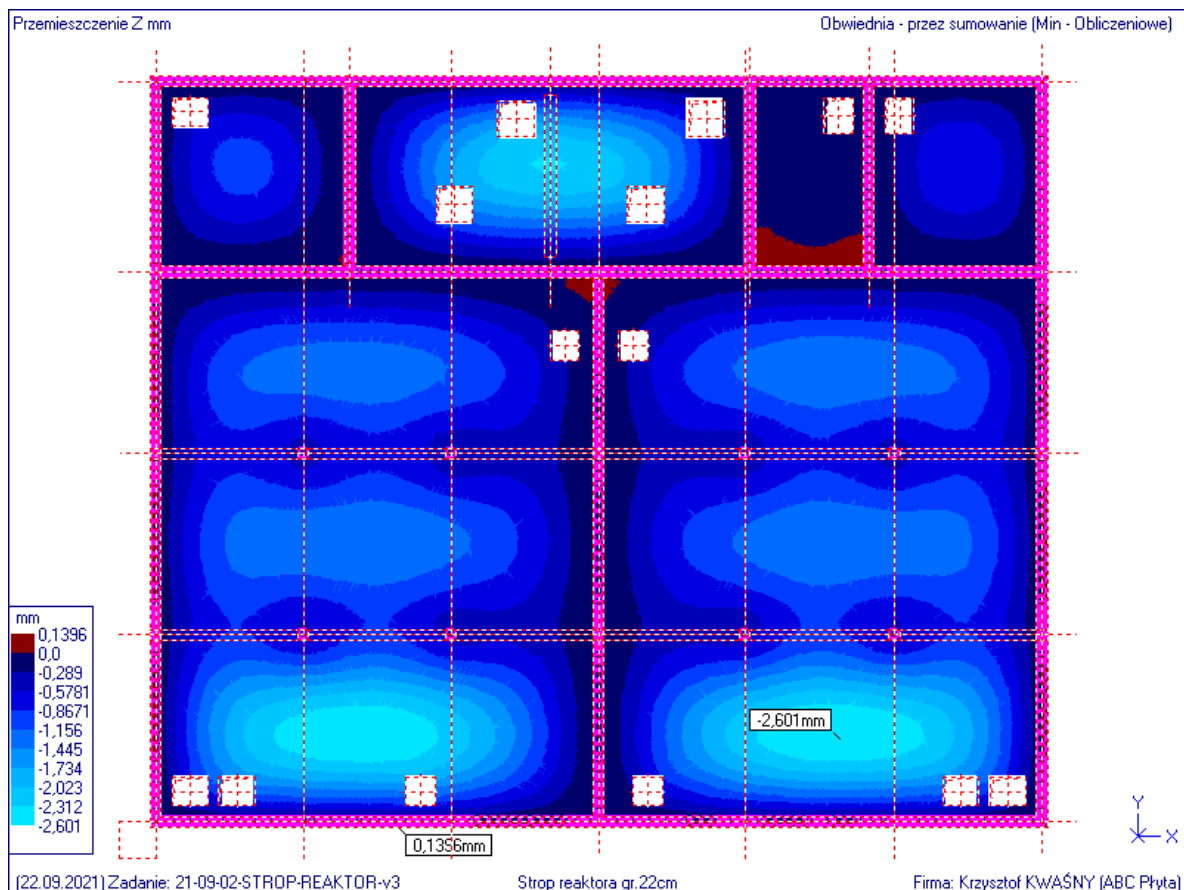 Przemieszczenie Z mm
Obwiednia - przez sumowanie (Min - Obliczeniowe)
mm
0,1396
0,0
-0,289
-0,5781
-0,8671
-1,156
-1,445
-1,734
-2,023
-2,312
-2,601
-2,601mm
0,1396mm
Y
X
(22.09.2021) Zadanie: 21-09-02-STROP-REAKTOR-v3
Strop reaktora gr.22cm
Firma: Krzysztof KWAŚNY (ABC Płyta)